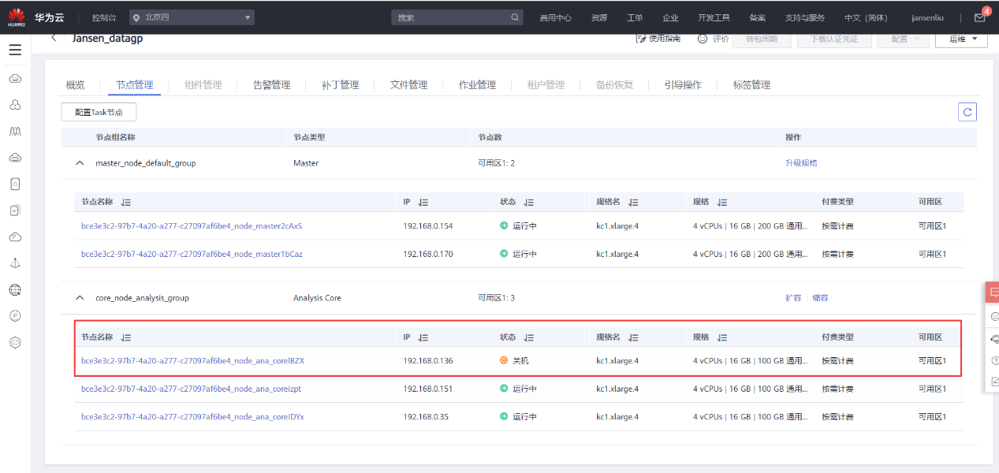 HUAWEI 华为云 控制台 北京四 搜索 费用中心 资源 工单 企业 开发工具 备案 支持与服务 中文 (简体) jansenliu 4
Jansen_datagp 使用指南 评价 转包周期 下载认证凭证 配置 运维
概览 节点管理 组件管理 告警管理 补丁管理 文件管理 作业管理 租户管理 备份恢复 引导操作 标签管理
配置Task节点
节点组名称 节点类型 节点数 操作
master_node_default_group Master 可用区1: 2 升级规格
节点名称 IP 状态 规格名 规格 付费类型 可用区
bce3e3c2-97b7-4a20-a277-c27097af6be4_node_master2cAxS 192.168.0.154 运行中 kc1.xlarge.4 4 vCPUs | 16 GB | 200 GB 通用... 按需计费 可用区1
bce3e3c2-97b7-4a20-a277-c27097af6be4_node_master1bCaz 192.168.0.170 运行中 kc1.xlarge.4 4 vCPUs | 16 GB | 200 GB 通用... 按需计费 可用区1
core_node_analysis_group Analysis Core 可用区1: 3 扩容 缩容
节点名称 IP 状态 规格名 规格 付费类型 可用区
bce3e3c2-97b7-4a20-a277-c27097af6be4_node_ana_corelBZX 192.168.0.136 关机 kc1.xlarge.4 4 vCPUs | 16 GB | 100 GB 通用... 按需计费 可用区1
bce3e3c2-97b7-4a20-a277-c27097af6be4_node_ana_coreizpt 192.168.0.151 运行中 kc1.xlarge.4 4 vCPUs | 16 GB | 100 GB 通用... 按需计费 可用区1
bce3e3c2-97b7-4a20-a277-c27097af6be4_node_ana_corelDYx 192.168.0.35 运行中 kc1.xlarge.4 4 vCPUs | 16 GB | 100 GB 通用... 按需计费 可用区1